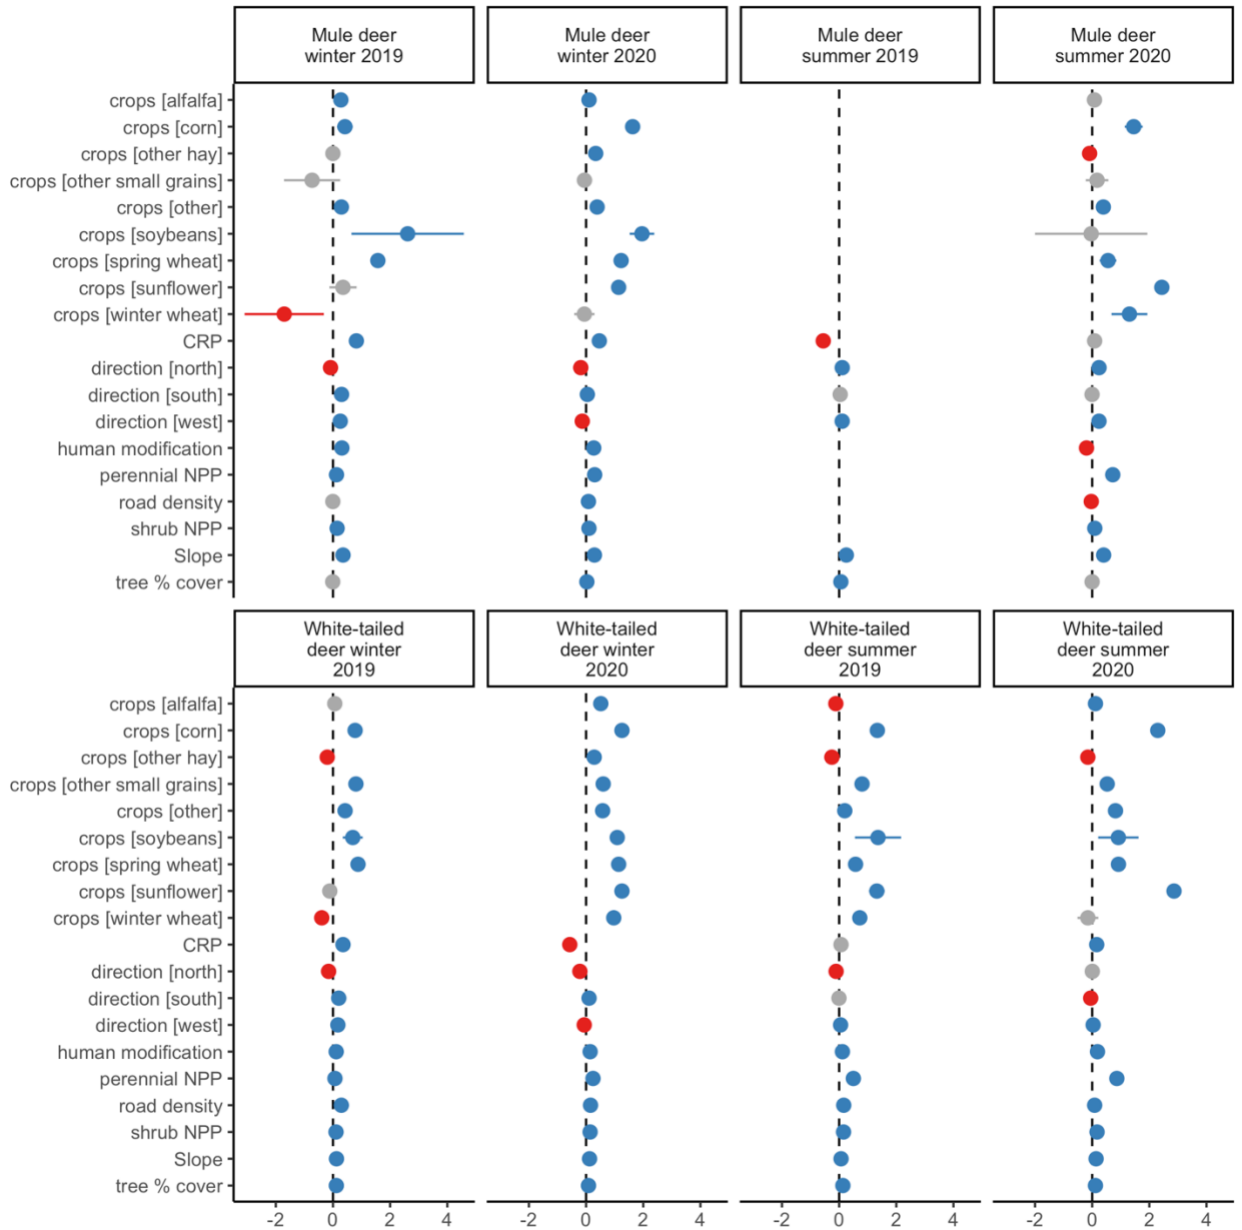 Mule deer
winter 2019
Mule deer
winter 2020
Mule deer
summer 2019
Mule deer
summer 2020
crops [alfalfa]
crops [corn]
crops [other hay]
crops [other small grains]
crops [other]
crops [soybeans]
crops [spring wheat]
crops [sunflower]
crops [winter wheat]
CRP
direction [north]
direction [south]
direction [west]
human modification
perennial NPP
road density
shrub NPP
Slope
tree % cover
White-tailed
deer winter
2019
White-tailed
deer winter
2020
White-tailed
deer summer
2019
White-tailed
deer summer
2020
crops [alfalfa]
crops [corn]
crops [other hay]
crops [other small grains]
crops [other]
crops [soybeans]
crops [spring wheat]
crops [sunflower]
crops [winter wheat]
CRP
direction [north]
direction [south]
direction [west]
human modification
perennial NPP
road density
shrub NPP
Slope
tree % cover
-2 0 2 4 -2 0 2 4 -2 0 2 4 -2 0 2 4